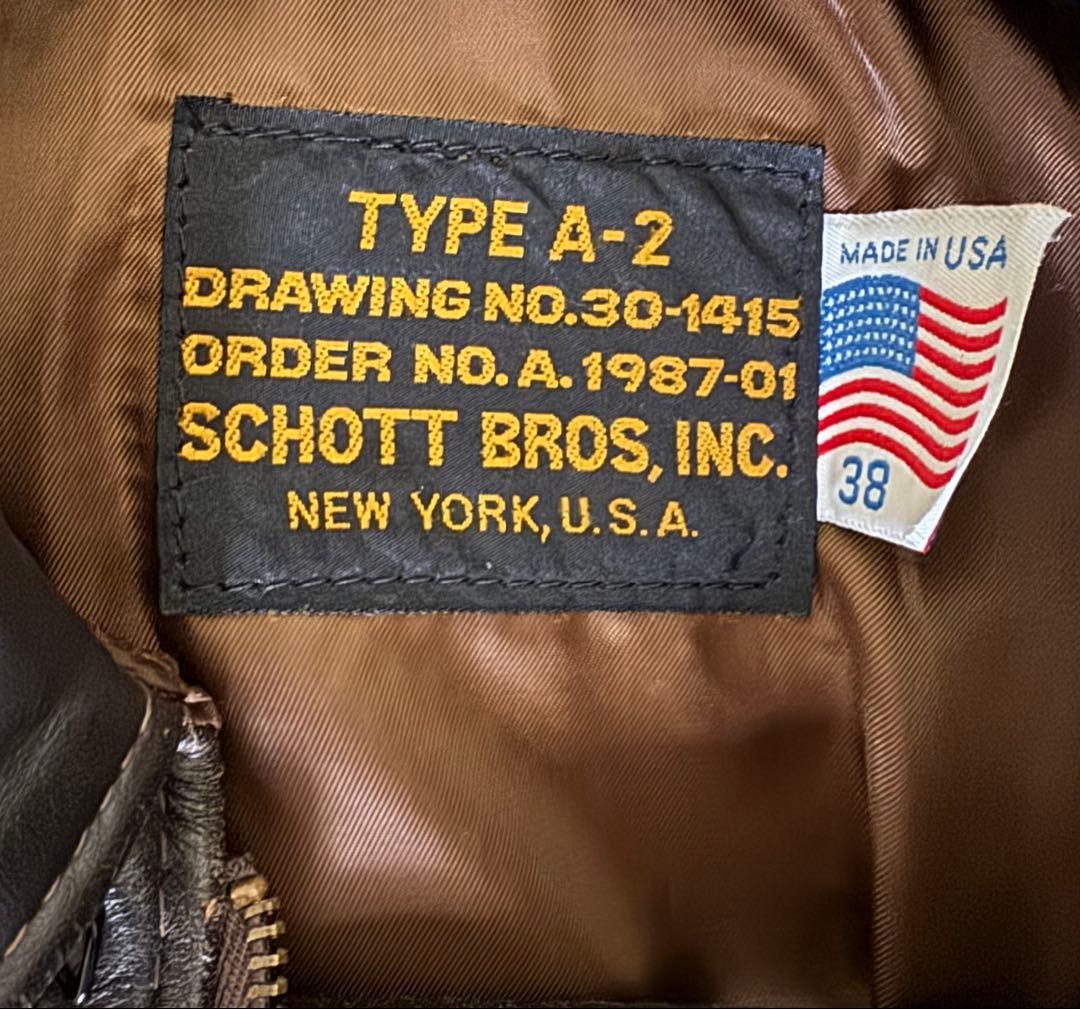 TYPE A-2
DRAWING NO.30-1415
ORDER NO.A.1987-01
SCHOTT BROS, INC.
NEW YORK, U.S.A.
MADE IN USA
38